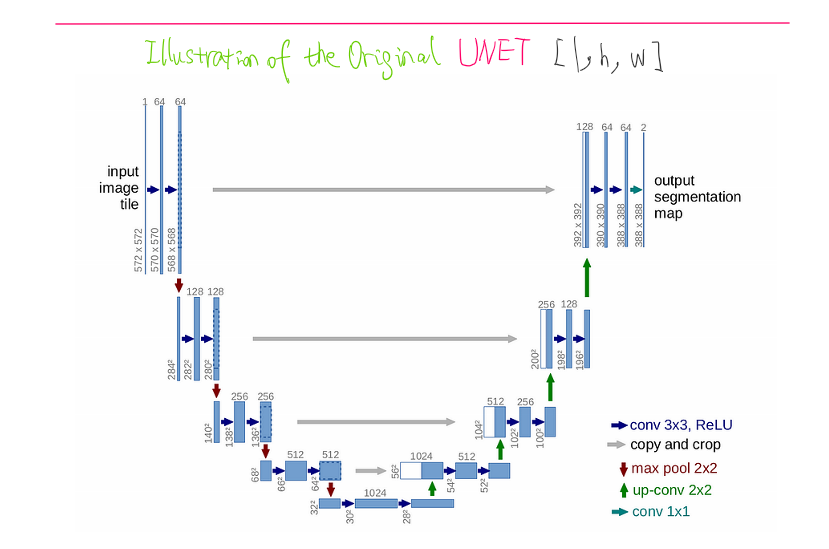 Illustration of the Original UNET [1, h, w]
1 64 64
input
image
tile
572 x 572
570 x 570
568 x 568
128 64 64 2
output
segmentation
map
392 x 392
390 x 390
388 x 388
388 x 388
128 128
284²
282²
280²
256 128
200²
198²
196²
256 256
140²
138²
136²
512 256
104²
102²
100²
512 512
68²
66²
64²
1024 512
56²
54²
52²
1024
32²
30²
28²
conv 3x3, ReLU
copy and crop
max pool 2x2
up-conv 2x2
conv 1x1